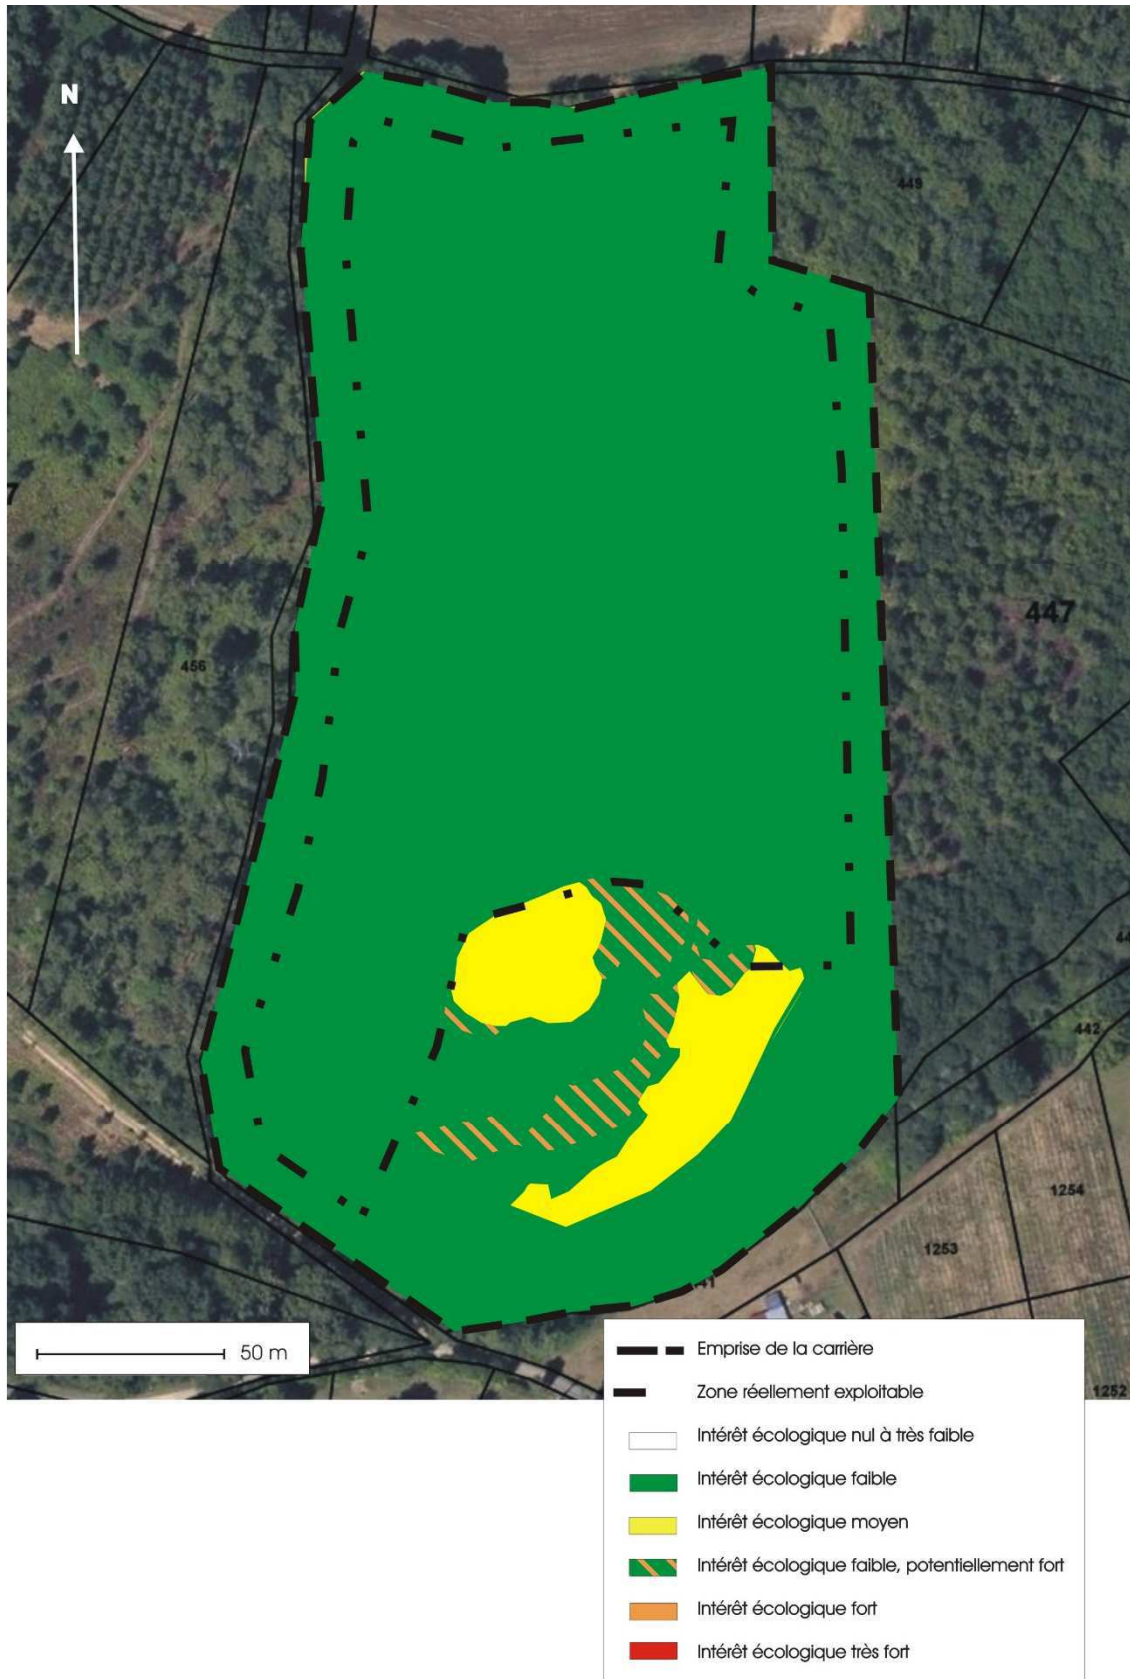 N
449
447
456
442
1254
1253
1252
50 m
Emprise de la carrière
Zone réellement exploitable
Intérêt écologique nul à très faible
Intérêt écologique faible
Intérêt écologique moyen
Intérêt écologique faible, potentiellement fort
Intérêt écologique fort
Intérêt écologique très fort